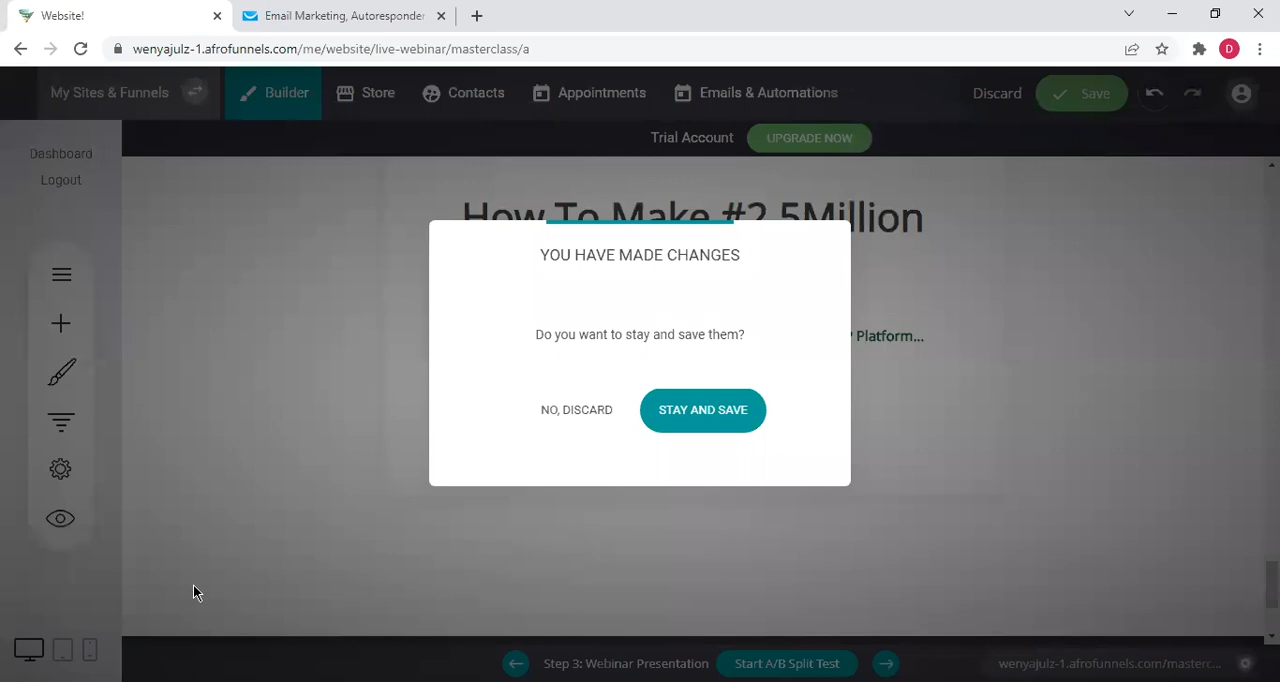 Website!
Email Marketing, Autoresponder
wenyajulz-1.afrofunnels.com/me/website/live-webinar/masterclass/a
D
My Sites & Funnels
Builder
Store
Contacts
Appointments
Emails & Automations
Discard
Save
Trial Account
UPGRADE NOW
Dashboard
Logout
How To Make #2.5Million
YOU HAVE MADE CHANGES
Do you want to stay and save them?
Platform...
NO, DISCARD
STAY AND SAVE
Step 3: Webinar Presentation
Start A/B Split Test
wenyajulz-1.afrofunnels.com/masterc...